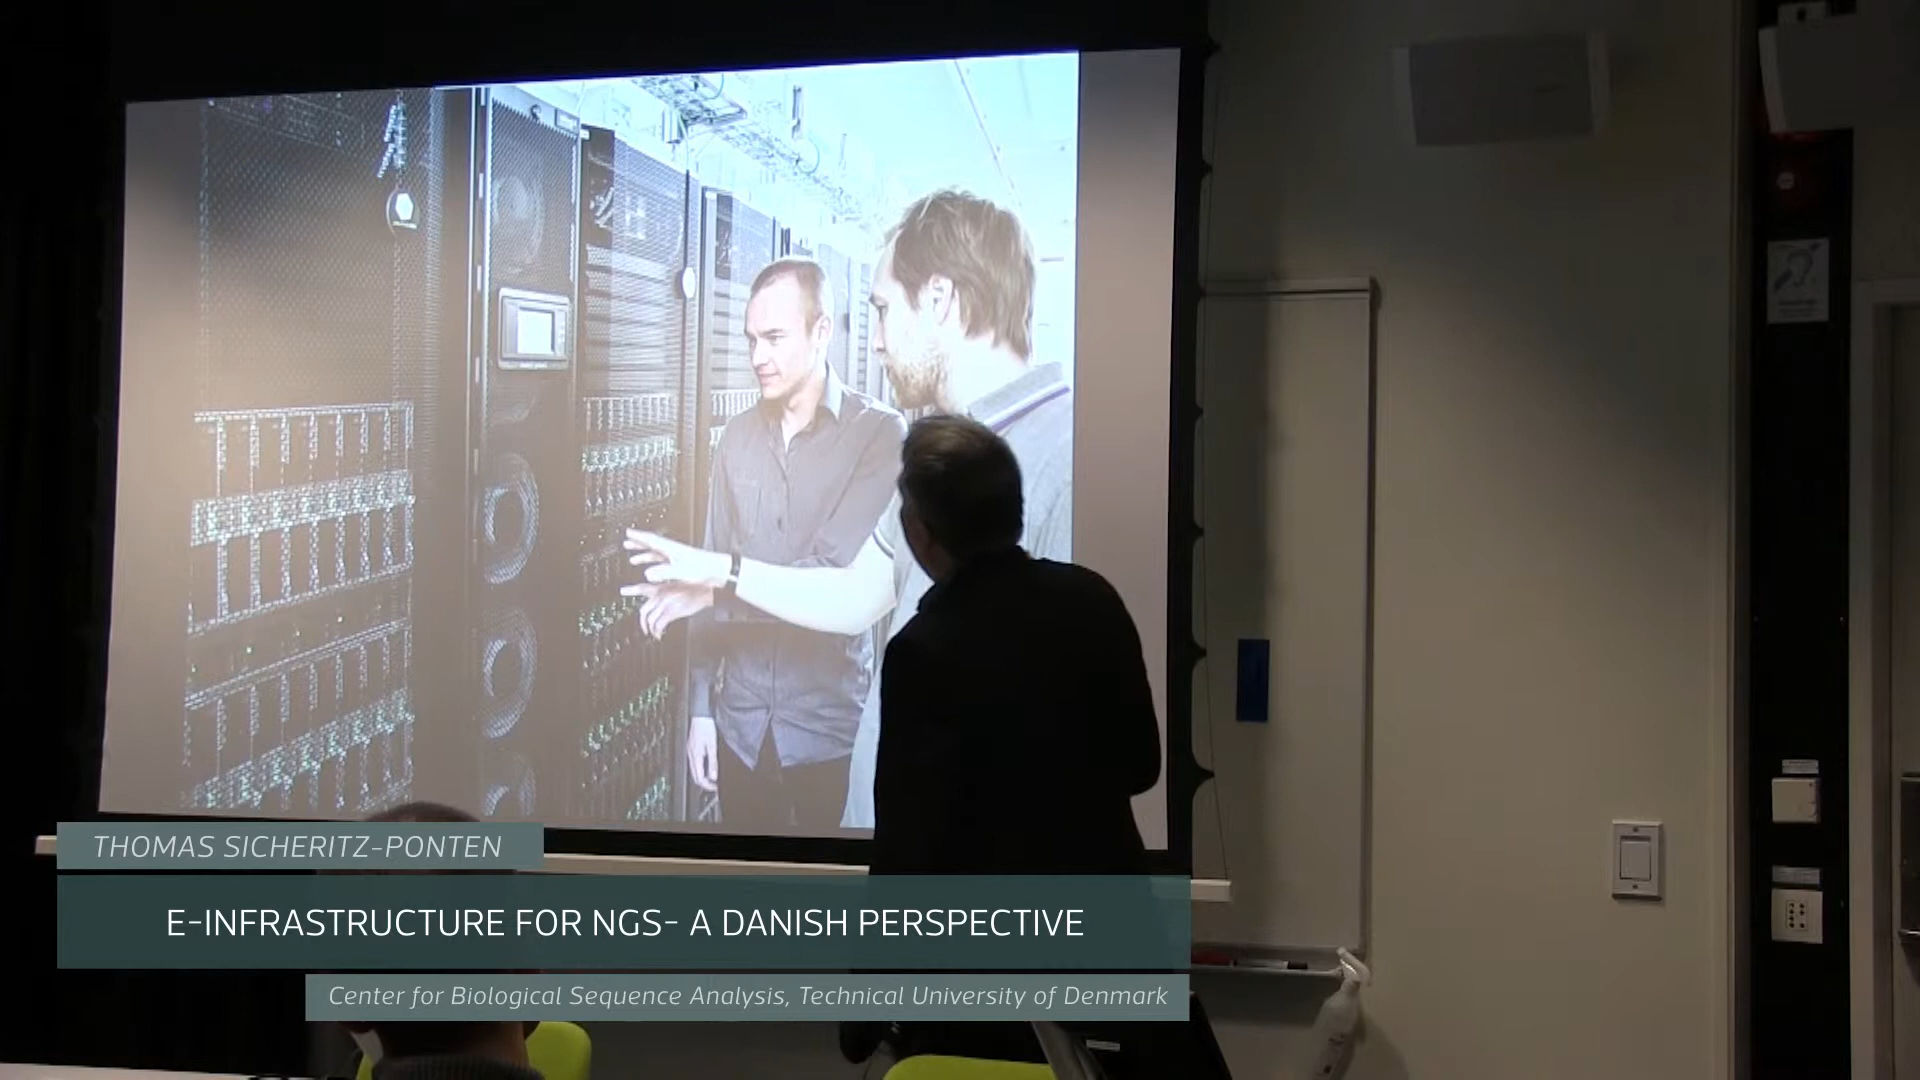 THOMAS SICHERITZ-PONTEN
E-INFRASTRUCTURE FOR NGS- A DANISH PERSPECTIVE
Center for Biological Sequence Analysis, Technical University of Denmark